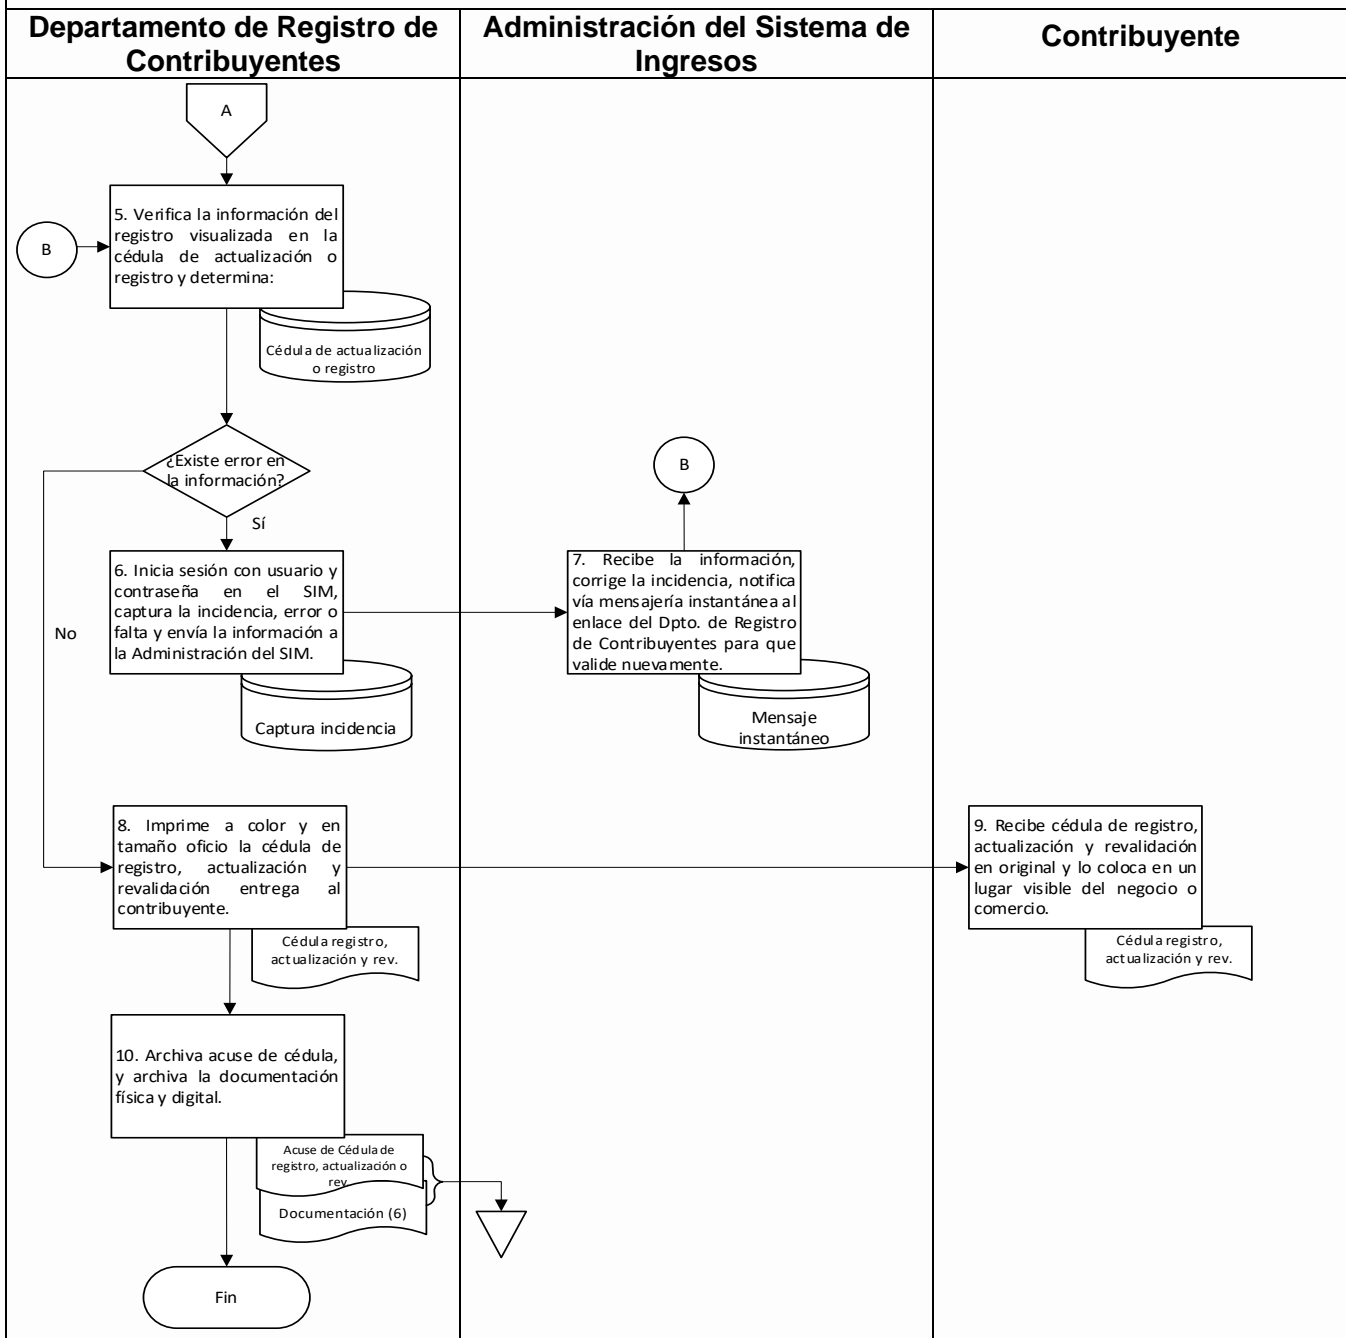 Departamento de Registro de
Contribuyentes
Administración del Sistema de
Ingresos
Contribuyente
A
5. Verifica la información del
registro visualizada en la
cédula de actualización o
registro y determina:
B
Cédula de actualización
o registro
¿Existe error en
la información?
Sí
No
B
6. Inicia sesión con usuario y
contraseña en el SIM,
captura la incidencia, error o
falta y envía la información a
la Administración del SIM.
Captura incidencia
7. Recibe la información,
corrige la incidencia, notifica
vía mensajería instantánea al
enlace del Dpto. de Registro
de Contribuyentes para que
valide nuevamente.
Mensaje
instantáneo
8. Imprime a color y en
tamaño oficio la cédula de
registro, actualización y
revalidación entrega al
contribuyente.
Cédula registro,
actualización y rev.
9. Recibe cédula de registro,
actualización y revalidación
en original y lo coloca en un
lugar visible del negocio o
comercio.
Cédula registro,
actualización y rev.
10. Archiva acuse de cédula,
y archiva la documentación
física y digital.
Acuse de Cédula de
registro, actualización o
rev.
Documentación (6)
Fin